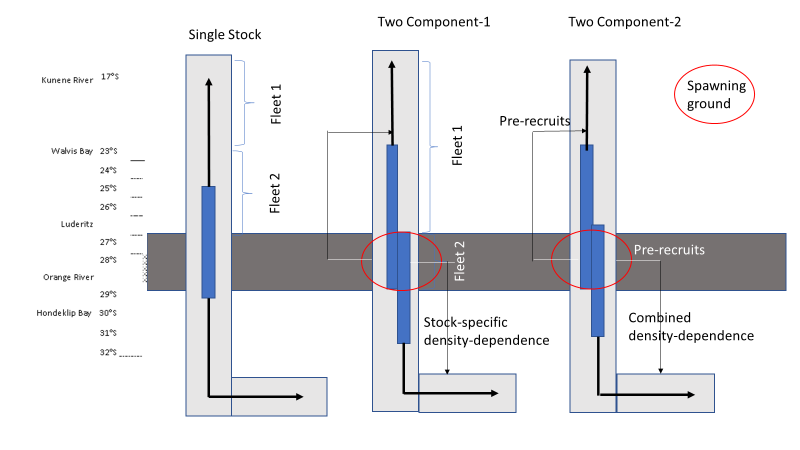 Single Stock
Two Component-1
Two Component-2
Spawning
ground
Kunene River 17°S
Walvis Bay 23°S
24°S
25°S
26°S
Luderitz
27°S
28°S
Orange River
29°S
Hondeklip Bay 30°S
31°S
32°S
Fleet 1
Fleet 2
Fleet 1
Fleet 2
Stock-specific
density-dependence
Pre-recruits
Pre-recruits
Combined
density-dependence